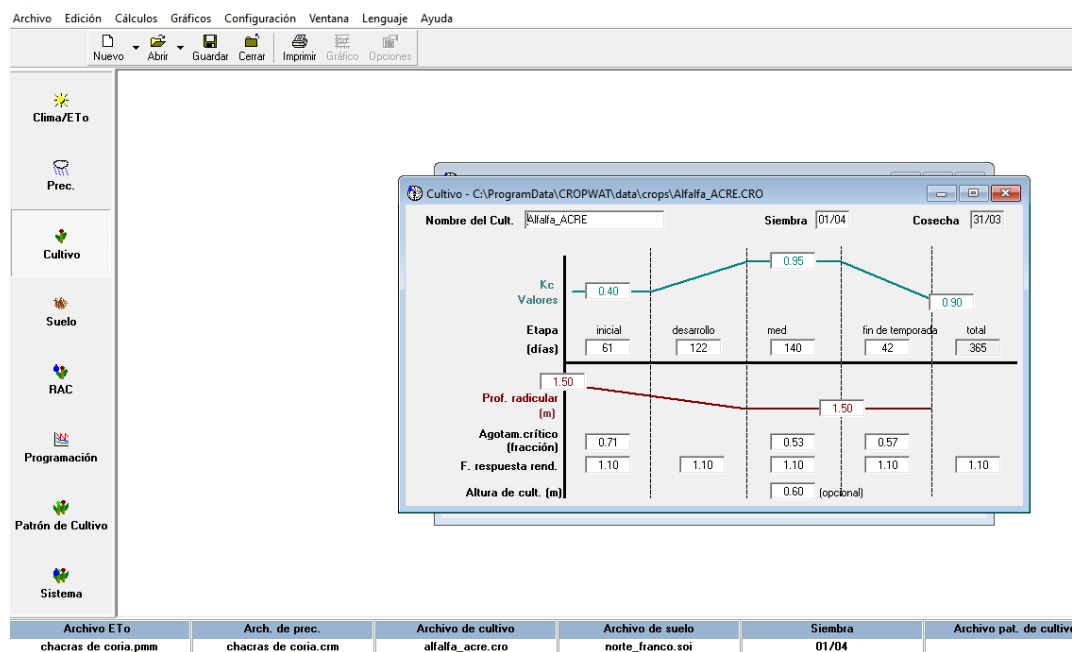 Archivo Edición Cálculos Gráficos Configuración Ventana Lenguaje Ayuda
Nuevo Abrir Guardar Cerrar Imprimir Gráfico Opciones
Clima/ETo
Prec.
Cultivo
Suelo
RAC
Programación
Patrón de Cultivo
Sistema
Cultivo - C:\ProgramData\CROPWAT\data\crops\Alfalfa_ACRE.CRO
Nombre del Cult. Alfalfa_ACRE Siembra 01/04 Cosecha 31/03
Kc
Valores
0.40 0.95 0.90
Etapa inicial desarrollo med fin de temporada total
(días) 61 122 140 42 365
1.50
Prof. radicular
(m)
1.50
Agotam.crítico
(fracción) 0.71 0.53 0.57
F. respuesta rend. 1.10 1.10 1.10 1.10 1.10
Altura de cult. (m) 0.60 (opcional)
Archivo ETo Arch. de prec. Archivo de cultivo Archivo de suelo Siembra Archivo pat. de cultivo
chacras de coria.pmm chacras de coria.crm alfalfa_acre.cro norte_franco.soi 01/04